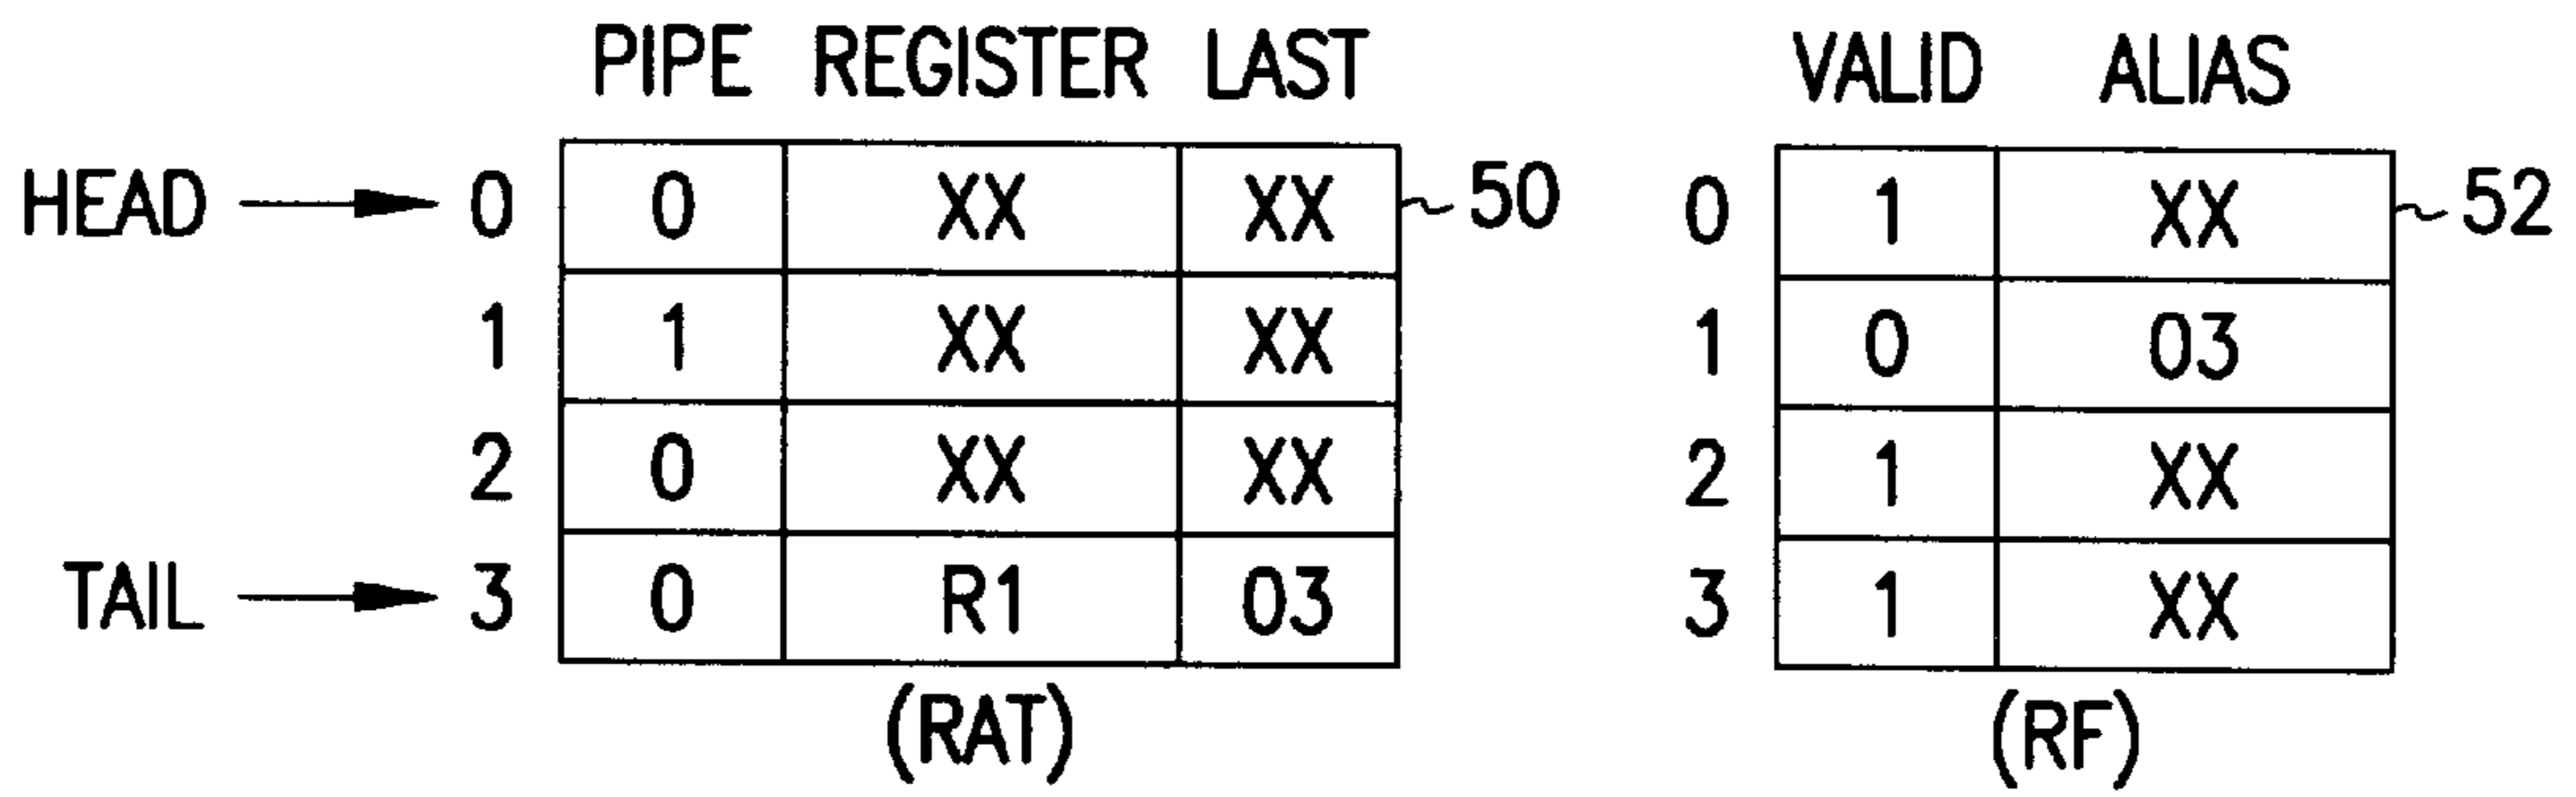 PIPE REGISTER LAST VALID ALIAS
HEAD 0 0 XX XX 50 0 1 XX 52
1 1 XX XX 1 0 03
2 0 XX XX 2 1 XX
TAIL 3 0 R1 03 3 1 XX
(RAT) (RF)